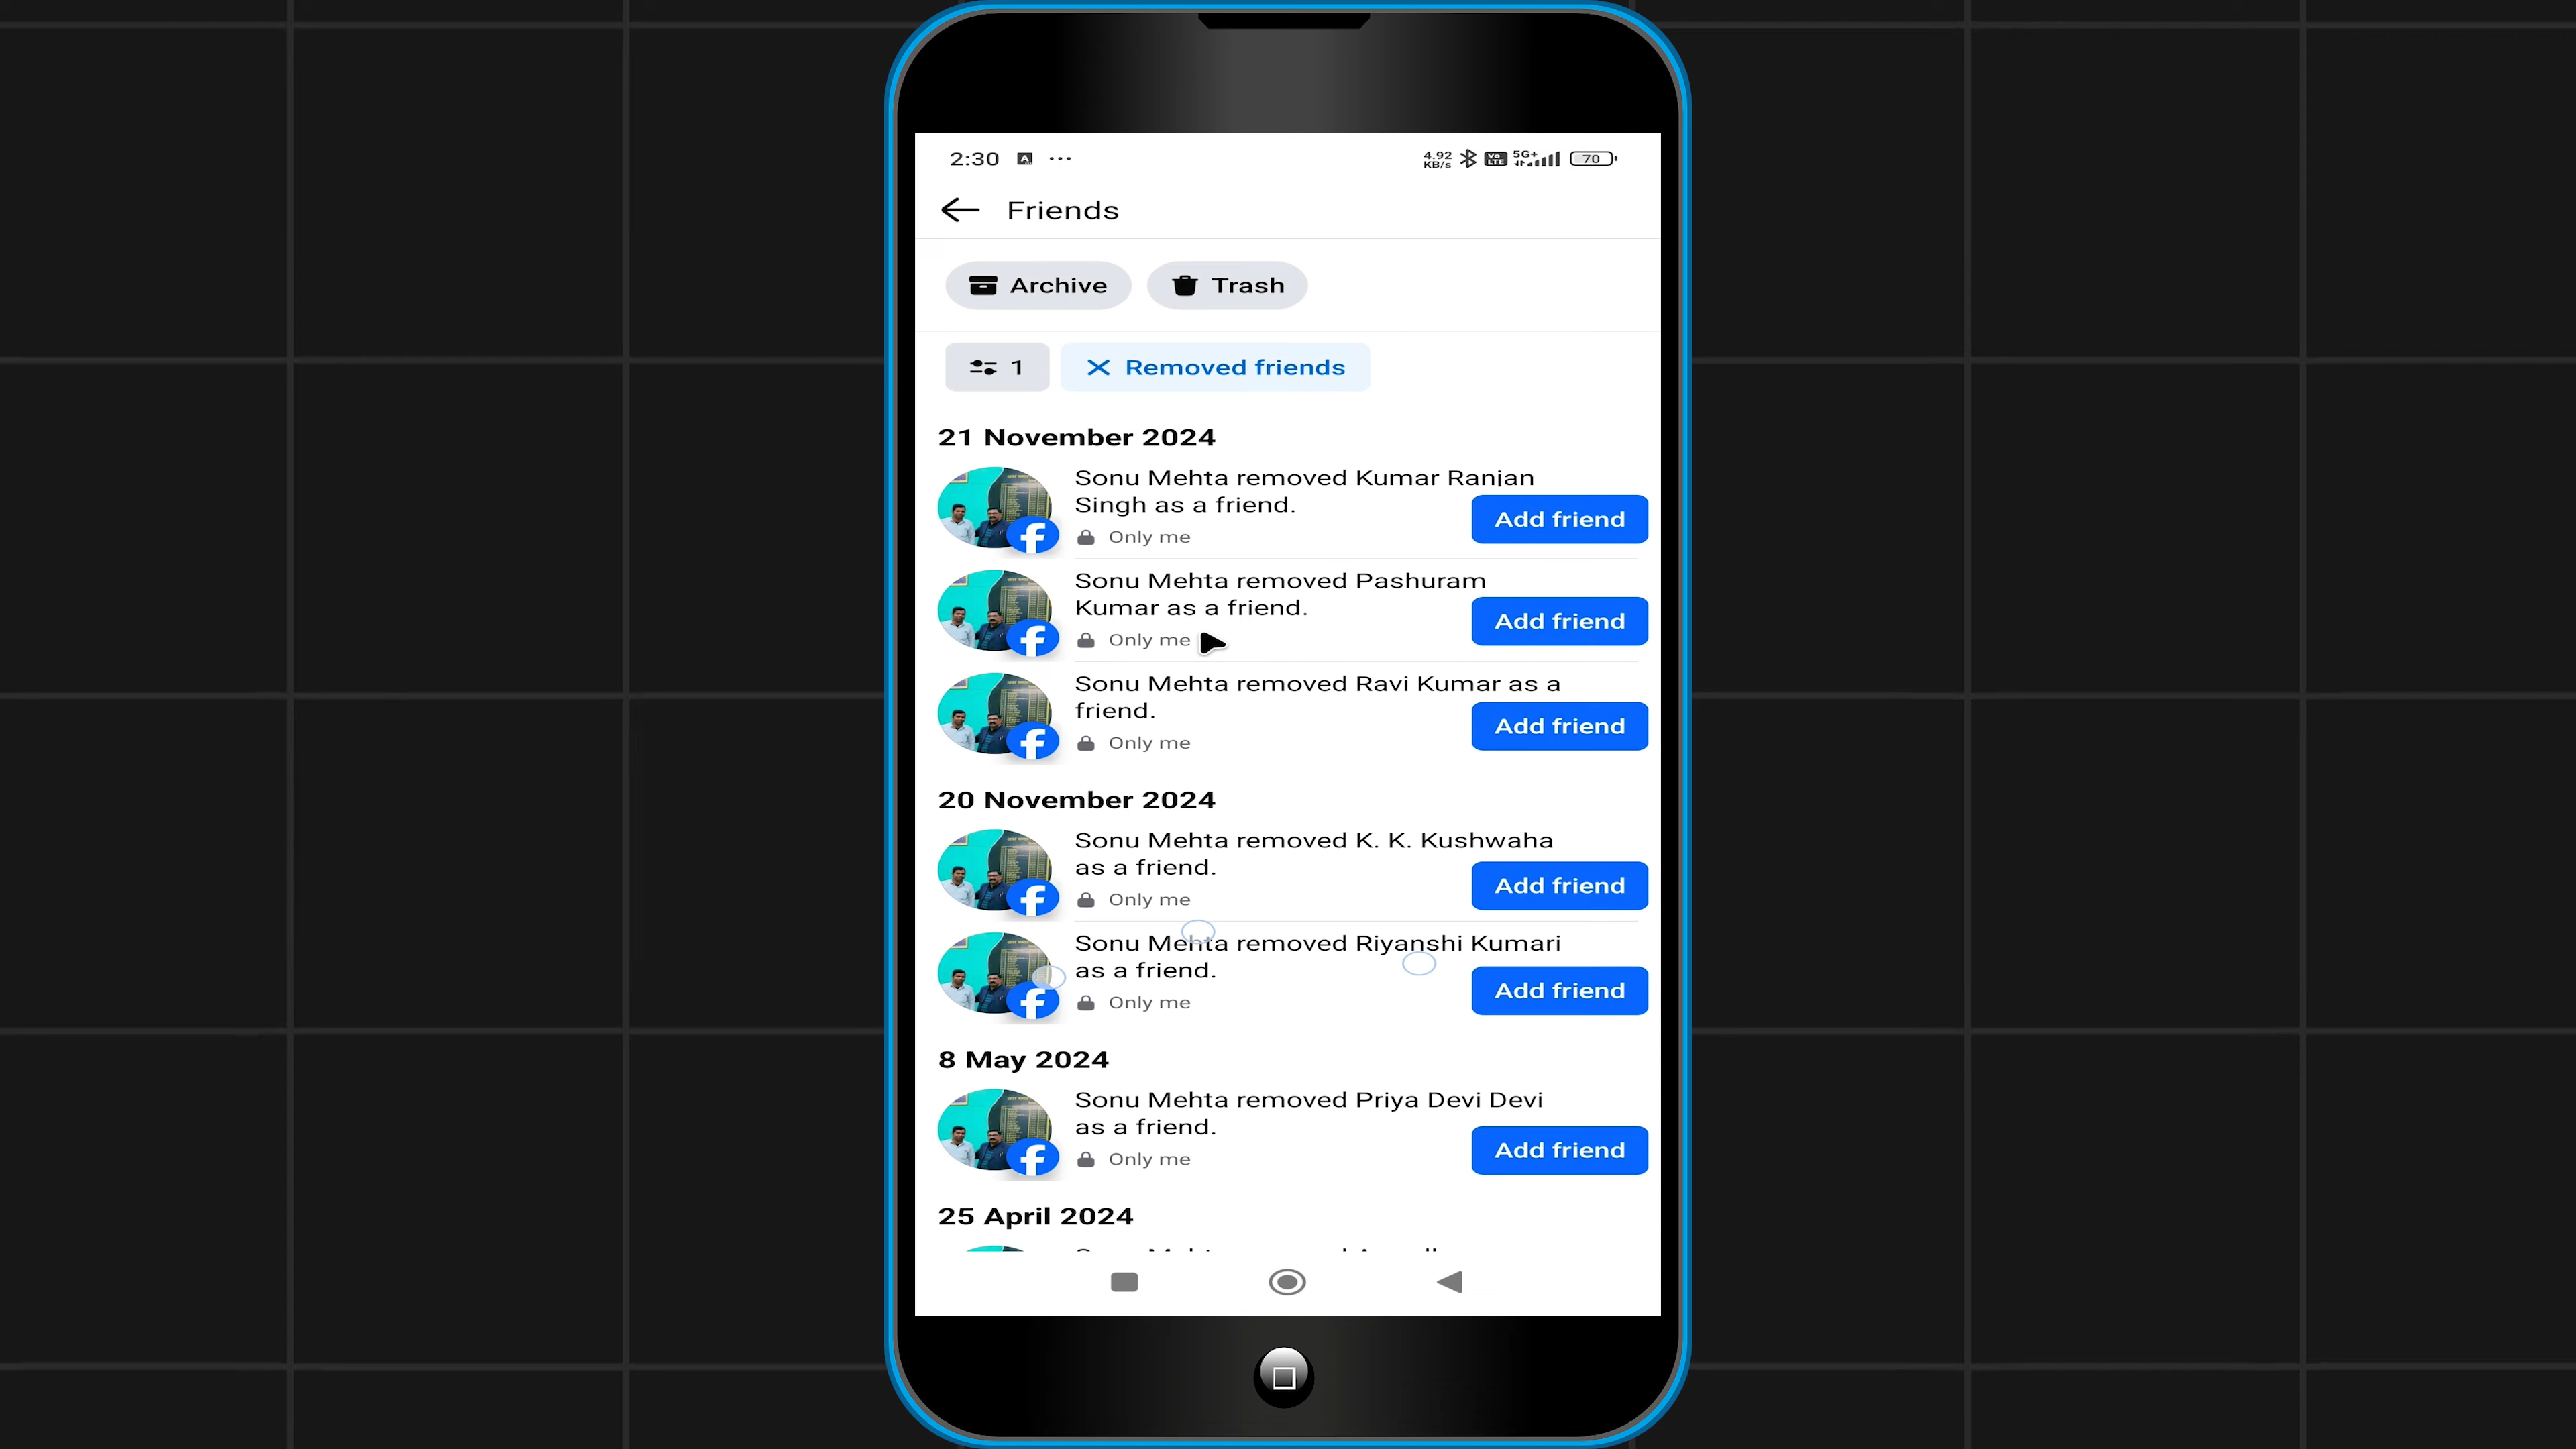 2:30 A ... 4.92 KB/s Vo LTE 5G+ 70
Friends
Archive Trash
1 Removed friends
21 November 2024
Sonu Mehta removed Kumar Ranjan
Singh as a friend.
Add friend
Only me
Sonu Mehta removed Pashuram
Kumar as a friend.
Add friend
Only me
Sonu Mehta removed Ravi Kumar as a
friend.
Add friend
Only me
20 November 2024
Sonu Mehta removed K. K. Kushwaha
as a friend.
Add friend
Only me
Sonu Mehta removed Riyanshi Kumari
as a friend.
Add friend
Only me
8 May 2024
Sonu Mehta removed Priya Devi Devi
as a friend.
Add friend
Only me
25 April 2024